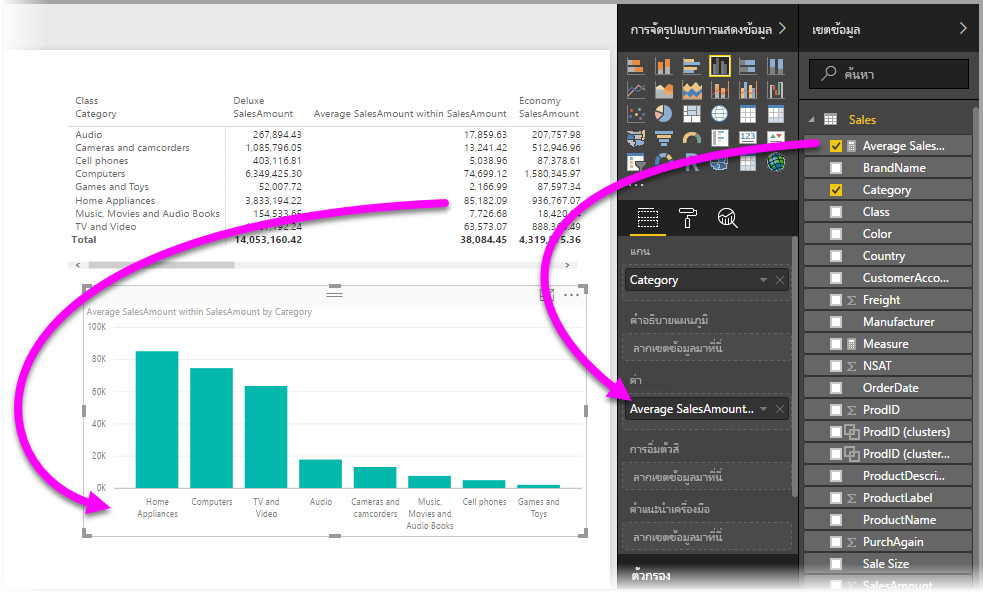 การจัดรูปแบบการแสดงข้อมูล
เขตข้อมูล
ค้นหา
Class Deluxe Economy
Category SalesAmount Average SalesAmount within SalesAmount SalesAmount
Audio 267,894.43 17,859.63 207,757.98
Cameras and camcorders 1,085,796.05 13,241.42 512,946.96
Cell phones 403,116.81 5,038.96 87,378.61
Computers 6,349,425.30 74,699.12 1,580,345.97
Games and Toys 52,007.72 2,166.99 87,597.34
Home Appliances 3,833,194.22 85,182.09 936,767.07
Music, Movies and Audio Books 154,533.65 7,726.68
TV and Video 63,573.07
Total 14,053,160.42 38,084.45
Average SalesAmount within SalesAmount by Category
100K
80K
60K
40K
20K
0K
Home Computers TV and Audio Cameras and Music, Cell phones Games and
Appliances Video camcorders Movies and Toys
Audio Books
แกน
Category
คำอธิบายแผนภูมิ
ลากเขตข้อมูลมาที่นี่
ค่า
Average SalesAmount...
การอิ่มตัวสี
ลากเขตข้อมูลมาที่นี่
คำแนะนำเครื่องมือ
ลากเขตข้อมูลมาที่นี่
ตัวกรอง
Sales
Average Sales...
BrandName
Category
Class
Color
Country
CustomerAcco...
Freight
Manufacturer
Measure
NSAT
OrderDate
ProdID
ProdID (clusters)
ProdID (cluster...
ProductDescri...
ProductLabel
ProductName
PurchAgain
Sale Size
SalesAmount